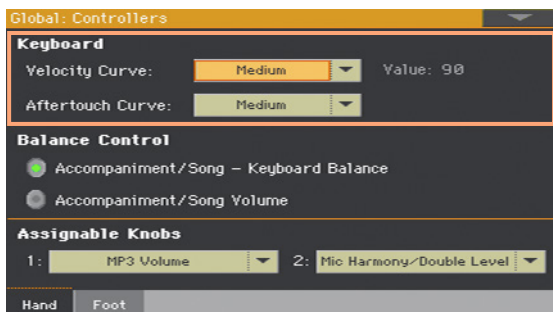 Global: Controllers
Keyboard
Velocity Curve: Medium Value: 90
Aftertouch Curve: Medium
Balance Control
Accompaniment/Song – Keyboard Balance
Accompaniment/Song Volume
Assignable Knobs
1: MP3 Volume 2: Mic Harmony/Double Level
Hand Foot